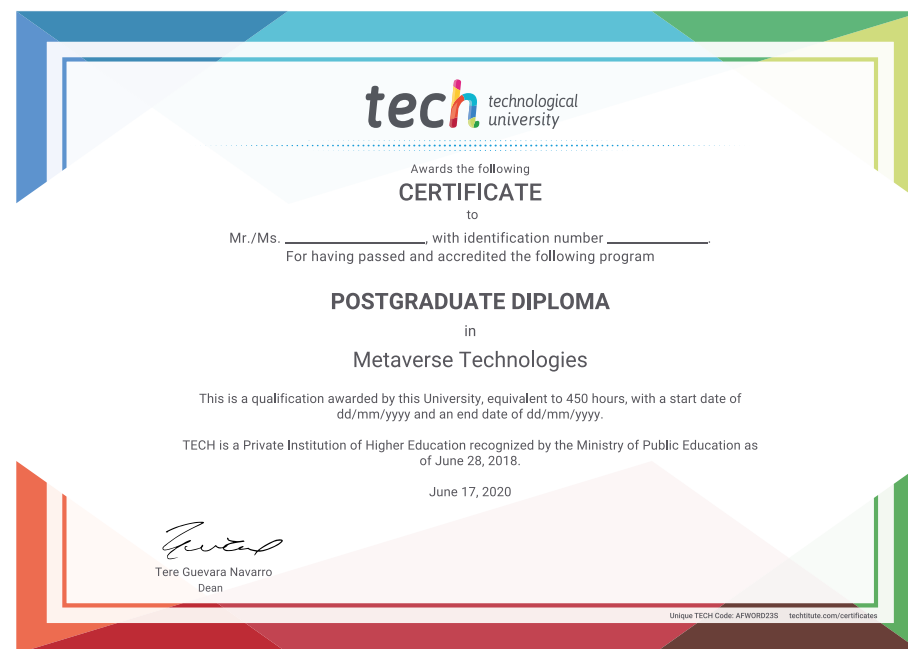 tech technological
university
Awards the following
CERTIFICATE
to
Mr./Ms. ____________________, with identification number ______________.
For having passed and accredited the following program
POSTGRADUATE DIPLOMA
in
Metaverse Technologies
This is a qualification awarded by this University, equivalent to 450 hours, with a start date of
dd/mm/yyyy and an end date of dd/mm/yyyy.
TECH is a Private Institution of Higher Education recognized by the Ministry of Public Education as
of June 28, 2018.
June 17, 2020
Tere Guevara Navarro
Dean
Unique TECH Code: AFWORD23S techtitute.com/certificates